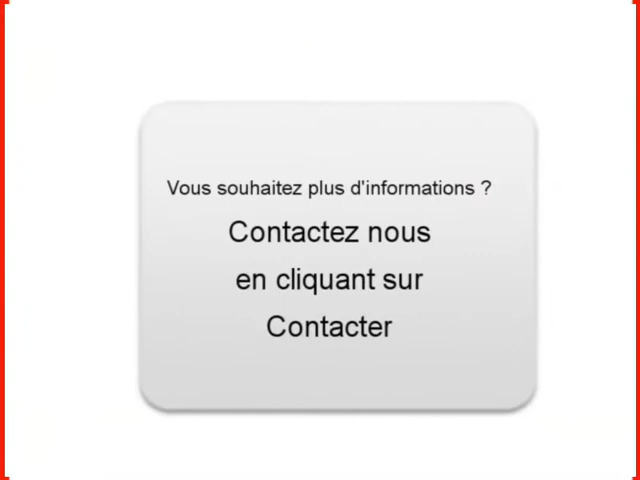 Vous souhaitez plus d'informations ?
Contactez nous
en cliquant sur
Contacter